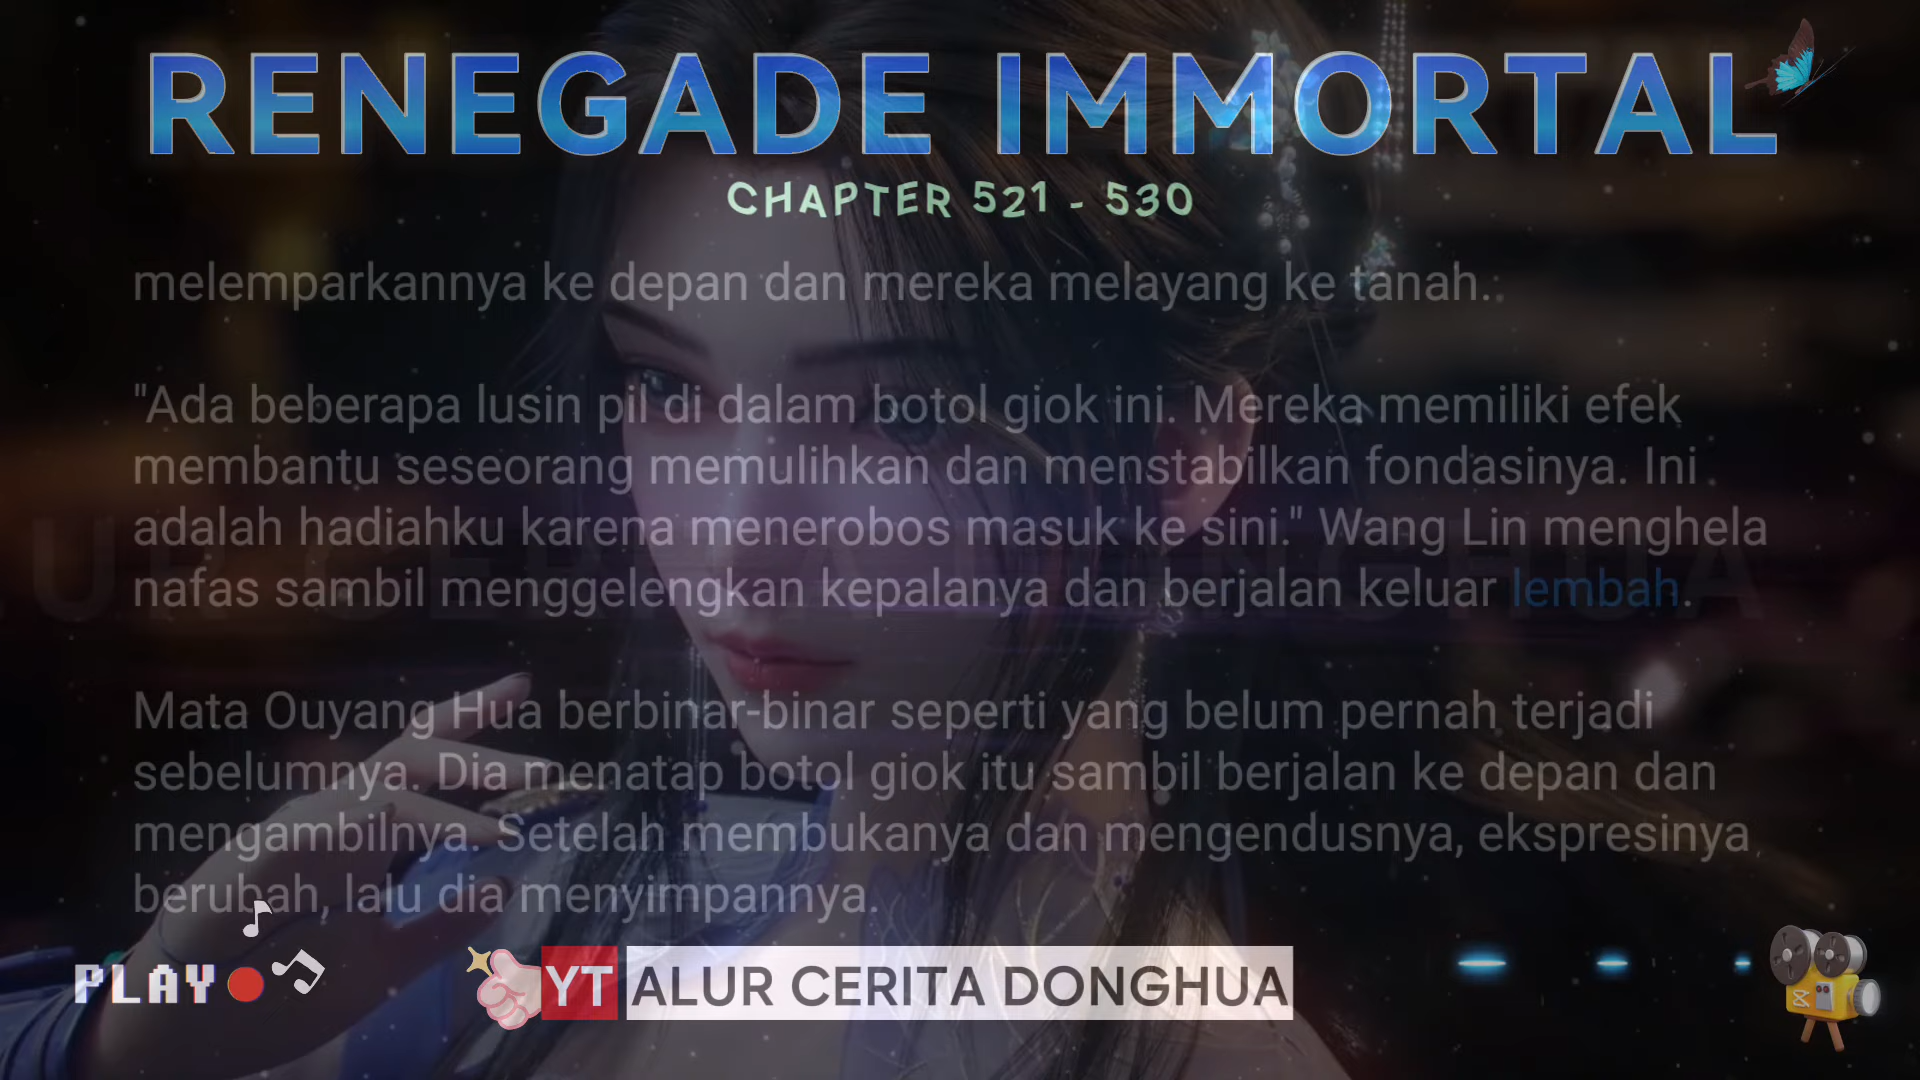 RENEGADE IMMORTAL
CHAPTER 521 - 530
melemparkannya ke depan dan mereka melayang ke tanah.
"Ada beberapa lusin pil di dalam botol giok ini. Mereka memiliki efek
membantu seseorang memulihkan dan menstabilkan fondasinya. Ini
adalah hadiahku karena menerobos masuk ke sini." Wang Lin menghela
nafas sambil menggelengkan kepalanya dan berjalan keluar lembah.
Mata Ouyang Hua berbinar-binar seperti yang belum pernah terjadi
sebelumnya. Dia menatap botol giok itu sambil berjalan ke depan dan
mengambilnya. Setelah membukanya dan mengendusnya, ekspresinya
berubah, lalu dia menyimpannya.
PLAY
YT ALUR CERITA DONGHUA